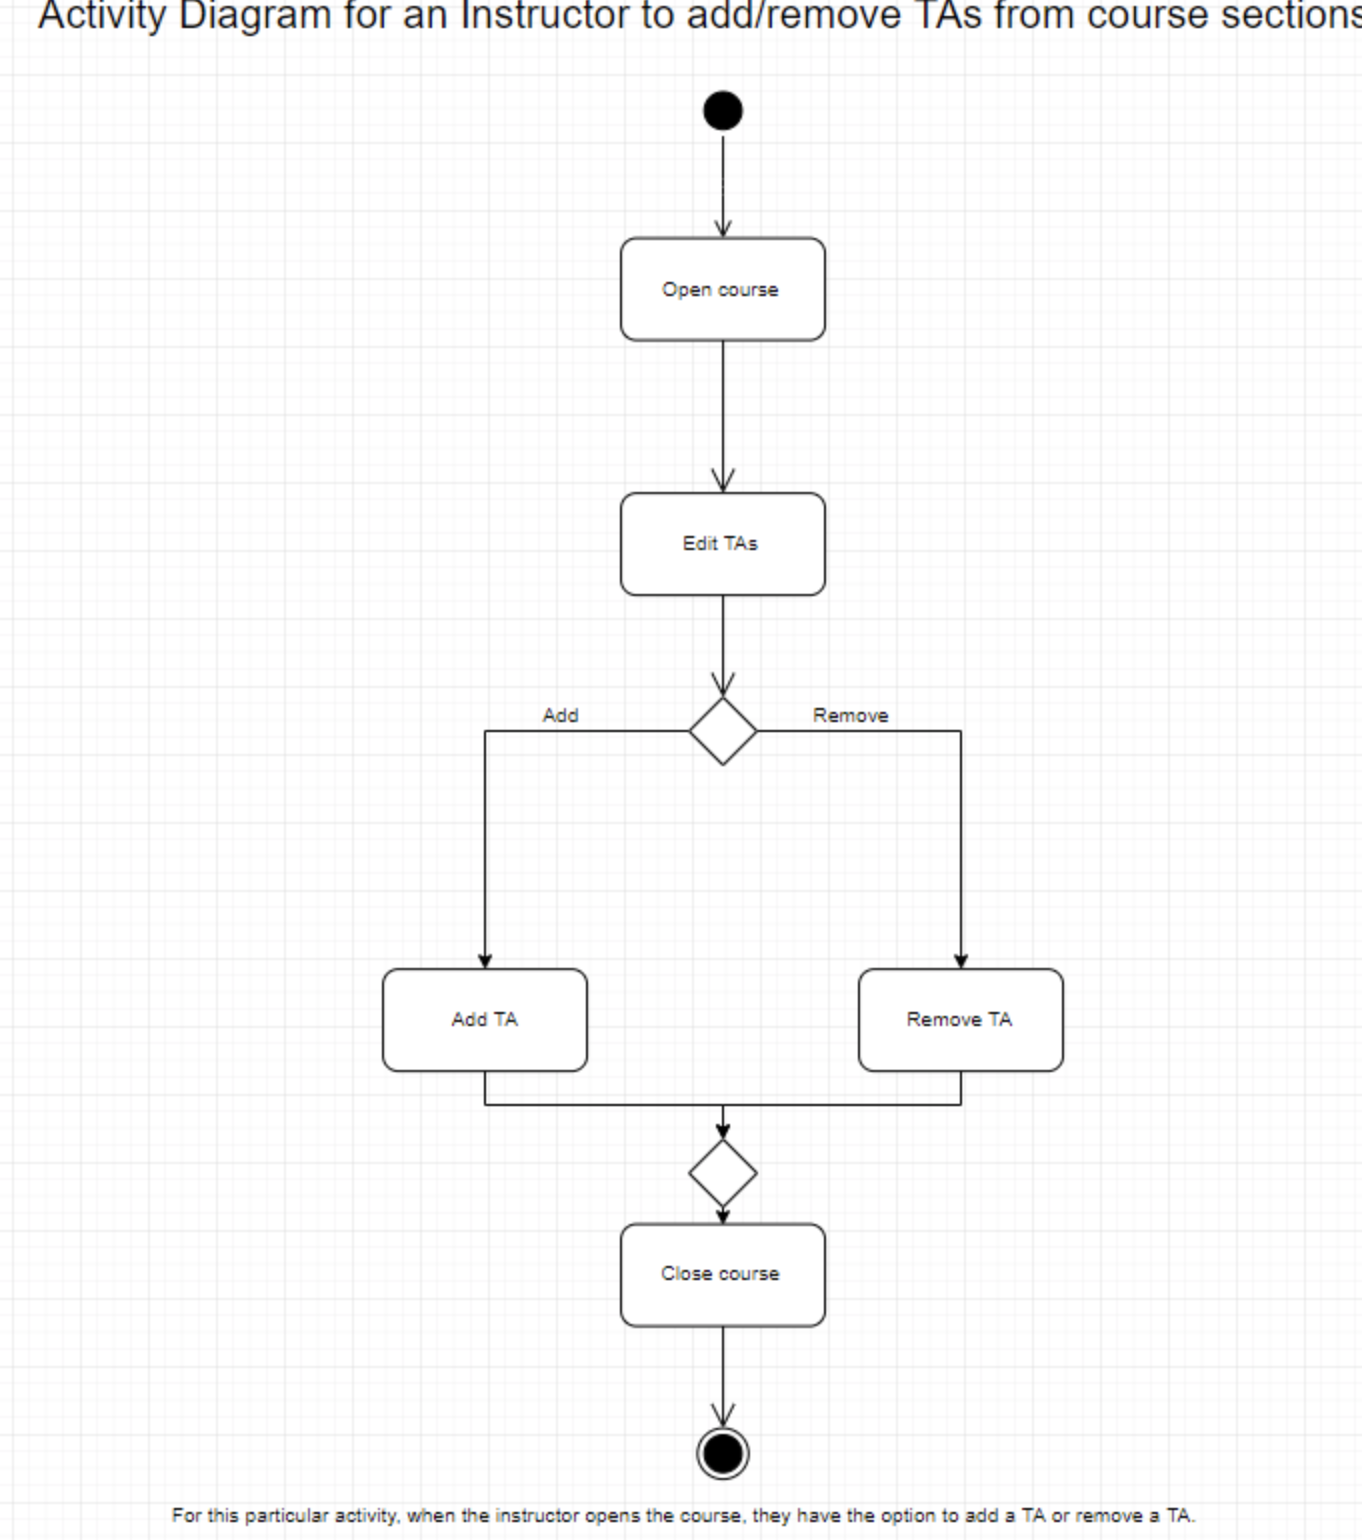 Activity Diagram for an Instructor to add/remove TAs from course sections
Open course
Edit TAs
Add
Remove
Add TA
Remove TA
Close course
For this particular activity, when the instructor opens the course, they have the option to add a TA or remove a TA.